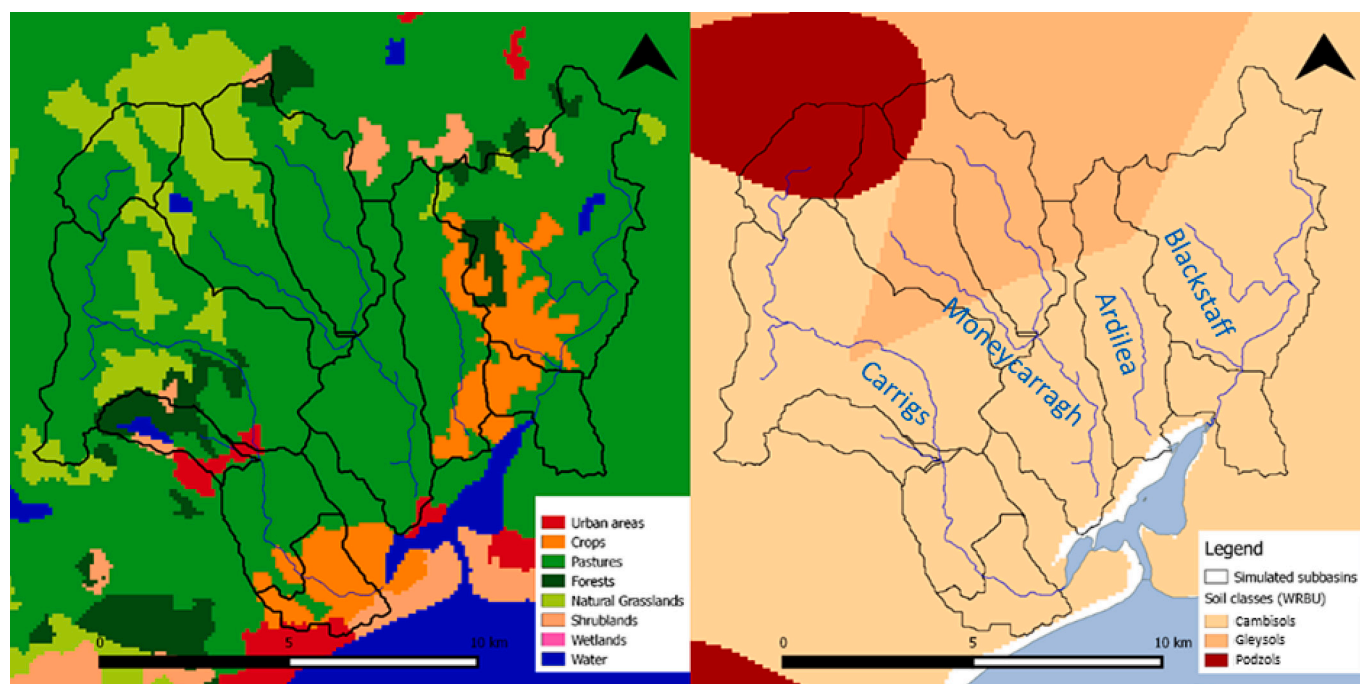 Urban areas
Crops
Pastures
Forests
Natural Grasslands
Shrublands
Wetlands
Water
0 5 10 km
Carrigs
Moneycarragh
Ardilea
Blackstaff
Legend
Simulated subbasins
Soil classes (WRBU)
Cambisols
Gleysols
Podzols
0 5 10 km